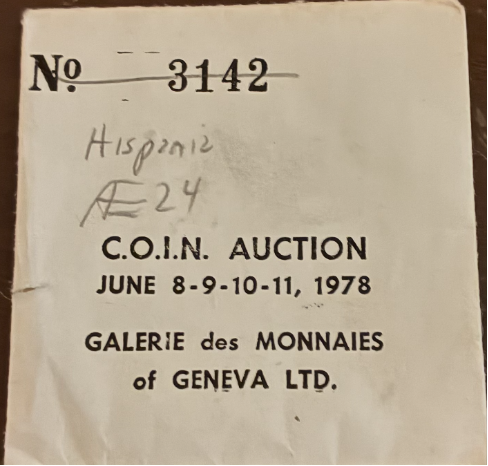 Nº 3142
Hispania
Æ 24
C.O.I.N. AUCTION
JUNE 8-9-10-11, 1978
GALERIE des MONNAIES
of GENEVA LTD.